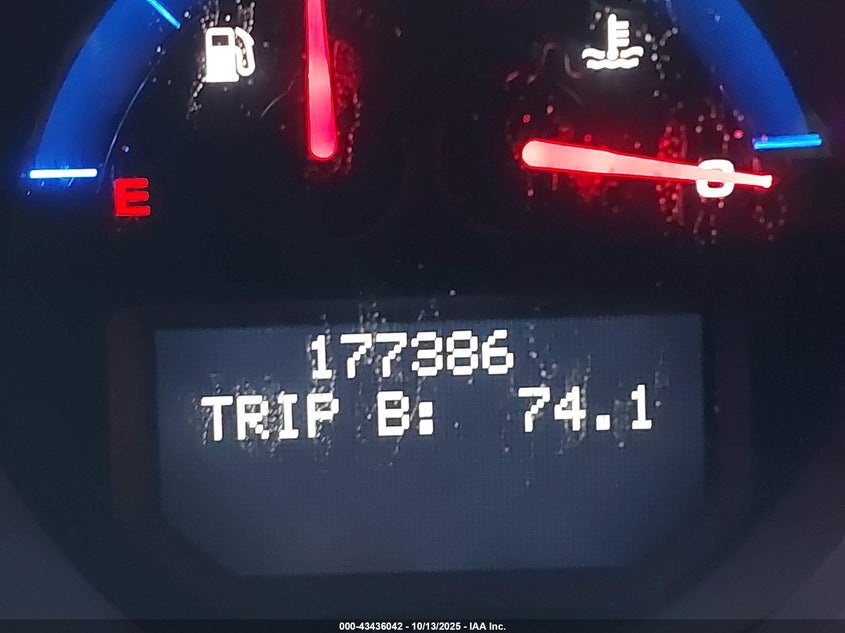 E
C
177386
TRIP B: 74.1
000-43436042 - 10/13/2025 - IAA Inc.